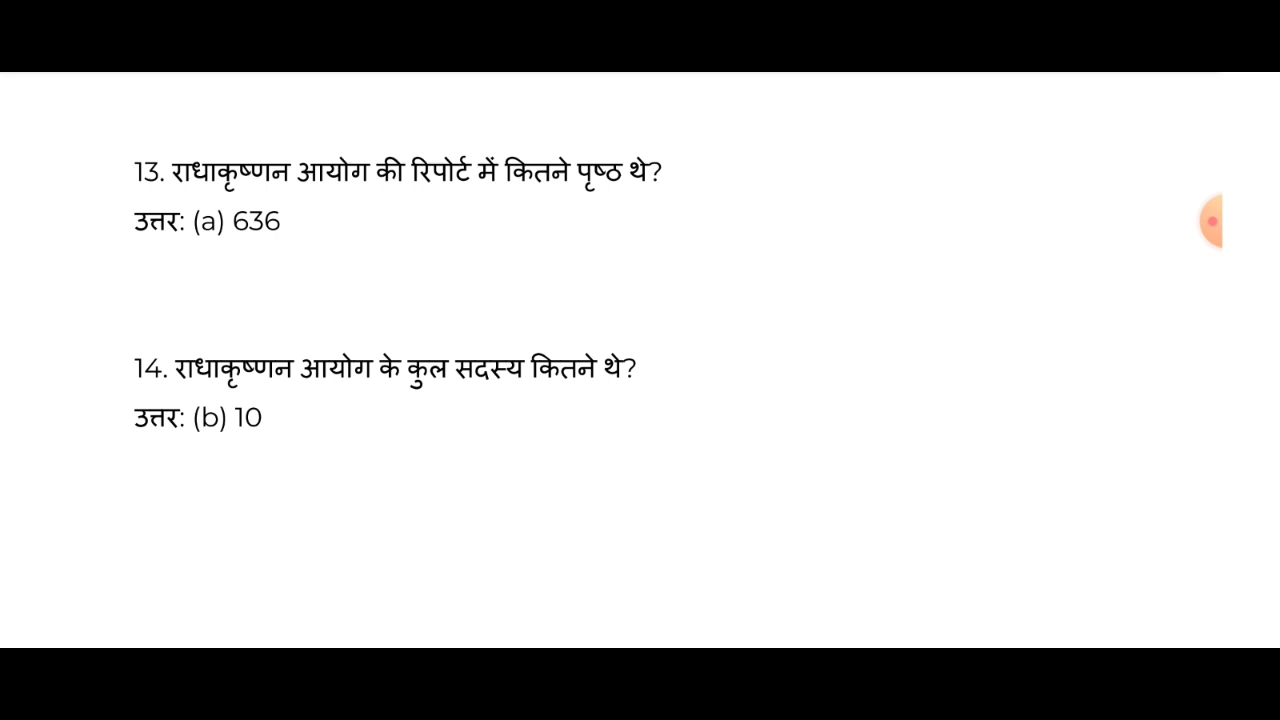 13. राधाकृष्णन आयोग की रिपोर्ट में कितने पृष्ठ थे?
उत्तर: (a) 636
14. राधाकृष्णन आयोग के कुल सदस्य कितने थे?
उत्तर: (b) 10